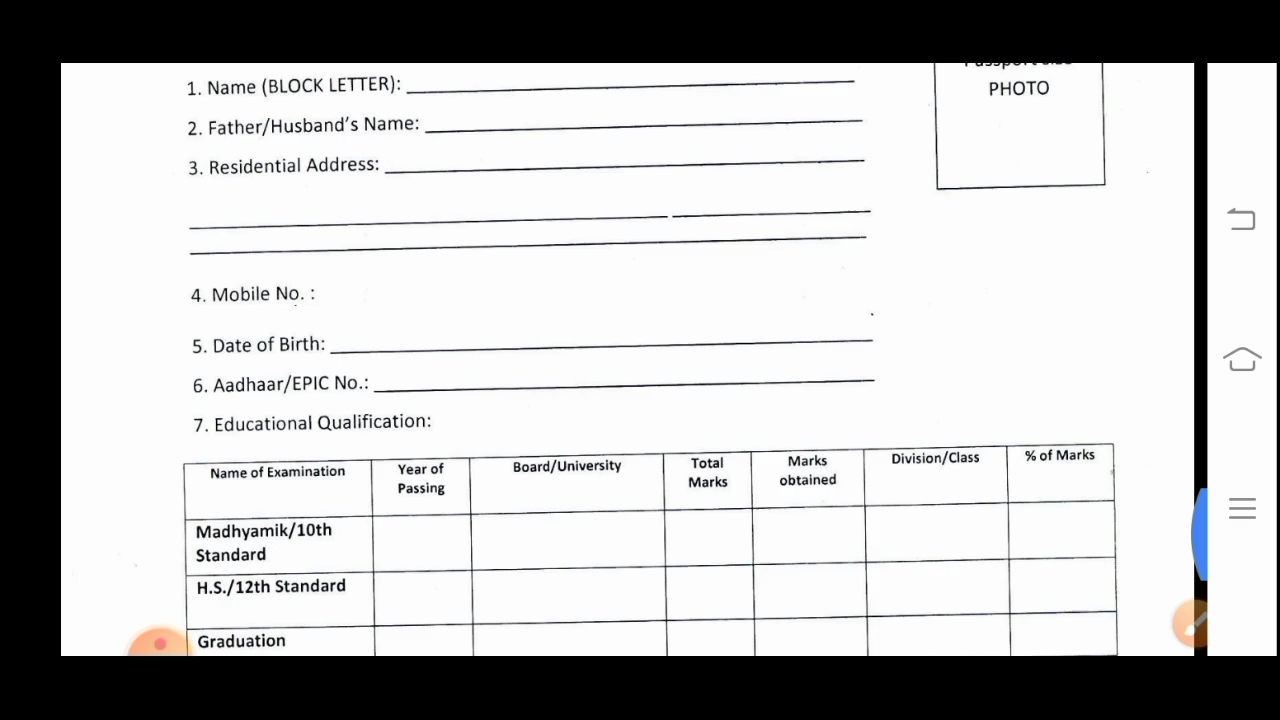 Passport size
PHOTO
1. Name (BLOCK LETTER):
2. Father/Husband's Name:
3. Residential Address:
4. Mobile No. :
5. Date of Birth:
6. Aadhaar/EPIC No.:
7. Educational Qualification:
Name of Examination
Year of
Passing
Board/University
Total
Marks
Marks
obtained
Division/Class
% of Marks
Madhyamik/10th
Standard
H.S./12th Standard
Graduation